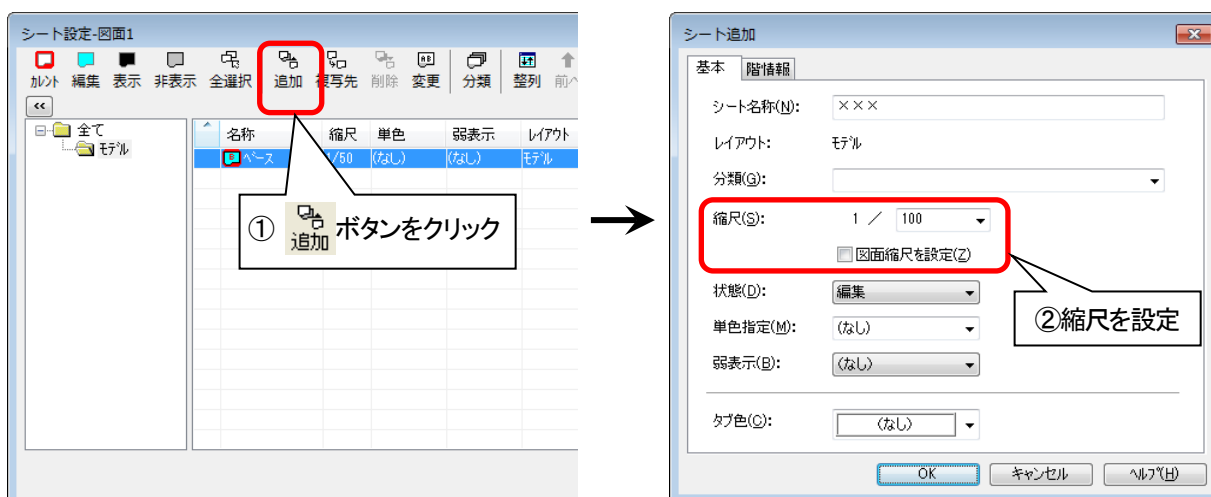 シート設定-図面1
カレント 編集 表示 非表示 全選択 追加 複写先 削除 変更 分類 整列
<<
全て
モデル
名称 縮尺 単色 弱表示 レイアウト
ベース 1/50 (なし) (なし) モデル
① 追加 ボタンをクリック
シート追加
基本 階情報
シート名称(N): ×××
レイアウト: モデル
分類(G):
縮尺(S): 1 / 100
図面縮尺を設定(Z)
状態(D): 編集
②縮尺を設定
単色指定(M): (なし)
弱表示(B): (なし)
タブ色(C): (なし)
OK キャンセル ヘルプ(H)